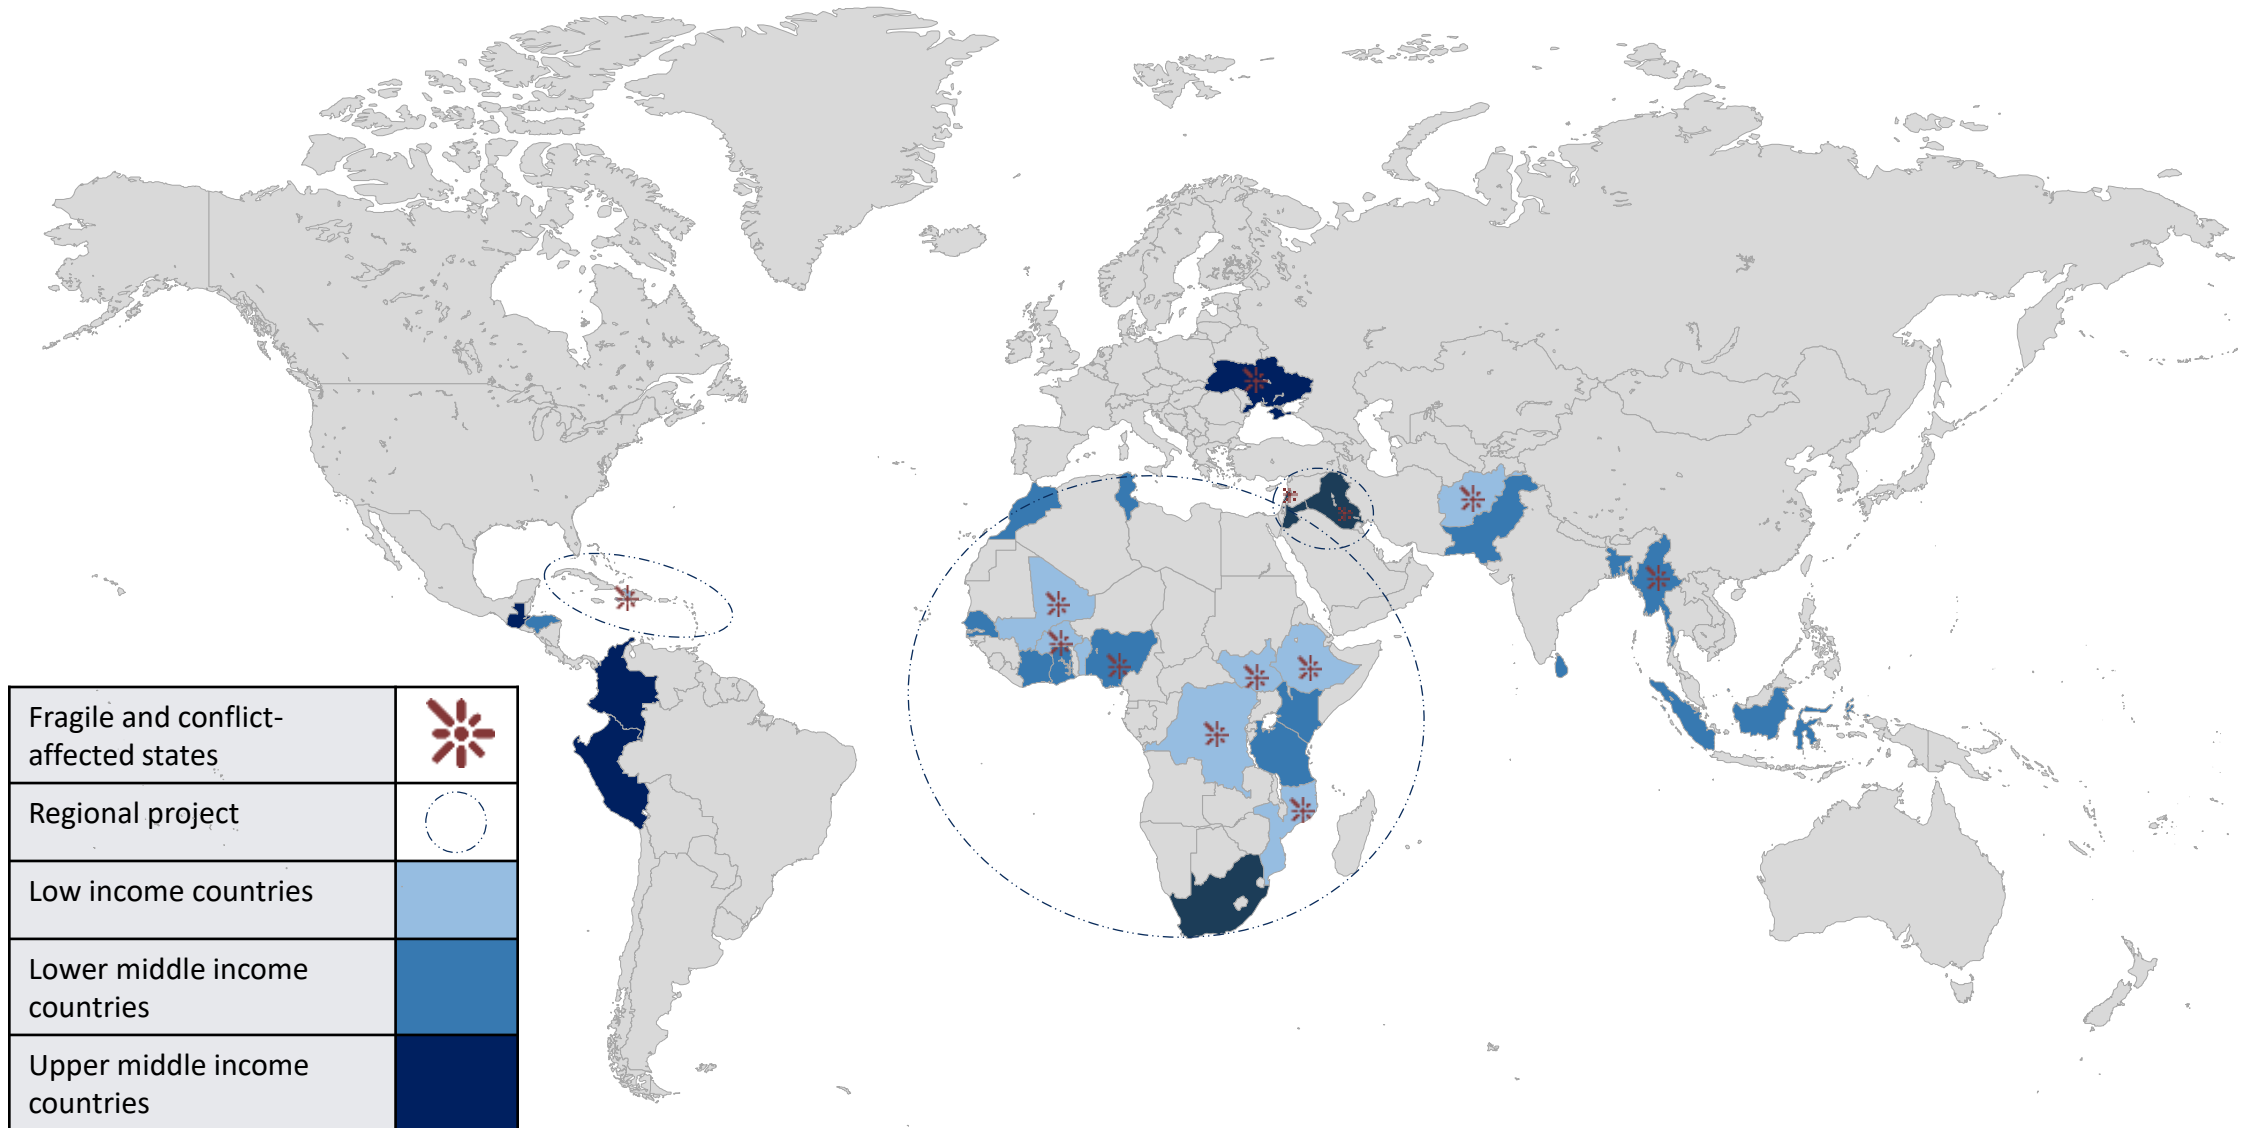 Fragile and conflict-
affected states
Regional project
Low income countries
Lower middle income
countries
Upper middle income
countries